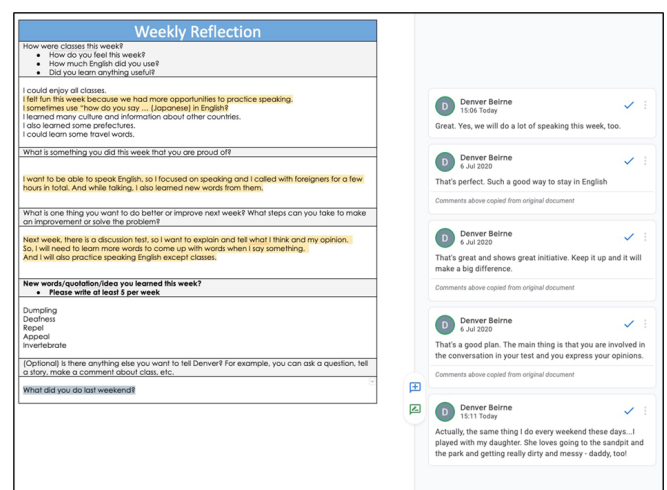 Weekly Reflection
How were classes this week?
• How do you feel this week?
• How much English did you use?
• Did you learn anything useful?
I could enjoy all classes.
I felt fun this week because we had more opportunities to practice speaking.
I sometimes use "how do you say ... (Japanese) in English?
I learned many culture and information about other countries.
I also learned some prefectures.
I could learn some travel words.
What is something you did this week that you are proud of?
I want to be able to speak English, so I focused on speaking and I called with foreigners for a few
hours in total. And while talking, I also learned new words from them.
What is one thing you want to do better or improve next week? What steps can you take to make
an improvement or solve the problem?
Next week, there is a discussion test, so I want to explain and tell what I think and my opinion.
So, I will need to learn more words to come up with words when I say something.
And I will also practice speaking English except classes.
New words/quotation/idea you learned this week?
• Please write at least 5 per week
Dumpling
Deafness
Repel
Appeal
Invertebrate
(Optional) Is there anything else you want to tell Denver? For example, you can ask a question, tell
a story, make a comment about class, etc.
What did you do last weekend?
D
Denver Beirne
15:06 Today
Great. Yes, we will do a lot of speaking this week, too.
D
Denver Beirne
6 Jul 2020
That's perfect. Such a good way to stay in English
Comments above copied from original document
D
Denver Beirne
6 Jul 2020
That's great and shows great initiative. Keep it up and it will
make a big difference.
Comments above copied from original document
D
Denver Beirne
6 Jul 2020
That's a good plan. The main thing is that you are involved in
the conversation in your test and you express your opinions.
Comments above copied from original document
D
Denver Beirne
15:11 Today
Actually, the same thing I do every weekend these days...I
played with my daughter. She loves going to the sandpit and
the park and getting really dirty and messy - daddy, too!